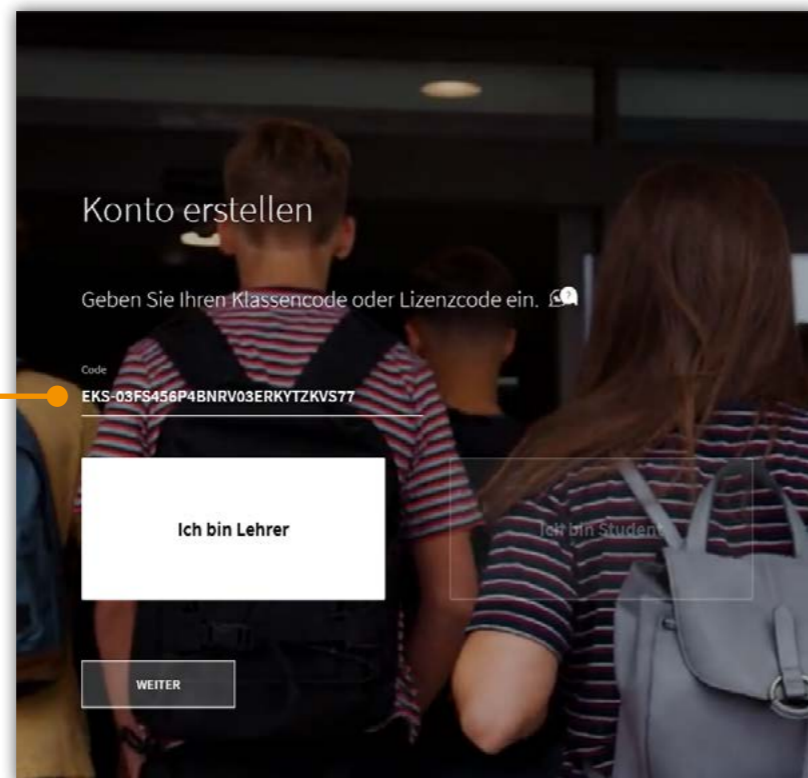 Konto erstellen
Geben Sie Ihren Klassencode oder Lizenzcode ein.
Code
EKS-03FS456P4BNRV03ERKYTZKVS77
Ich bin Lehrer
Ich bin Student
WEITER